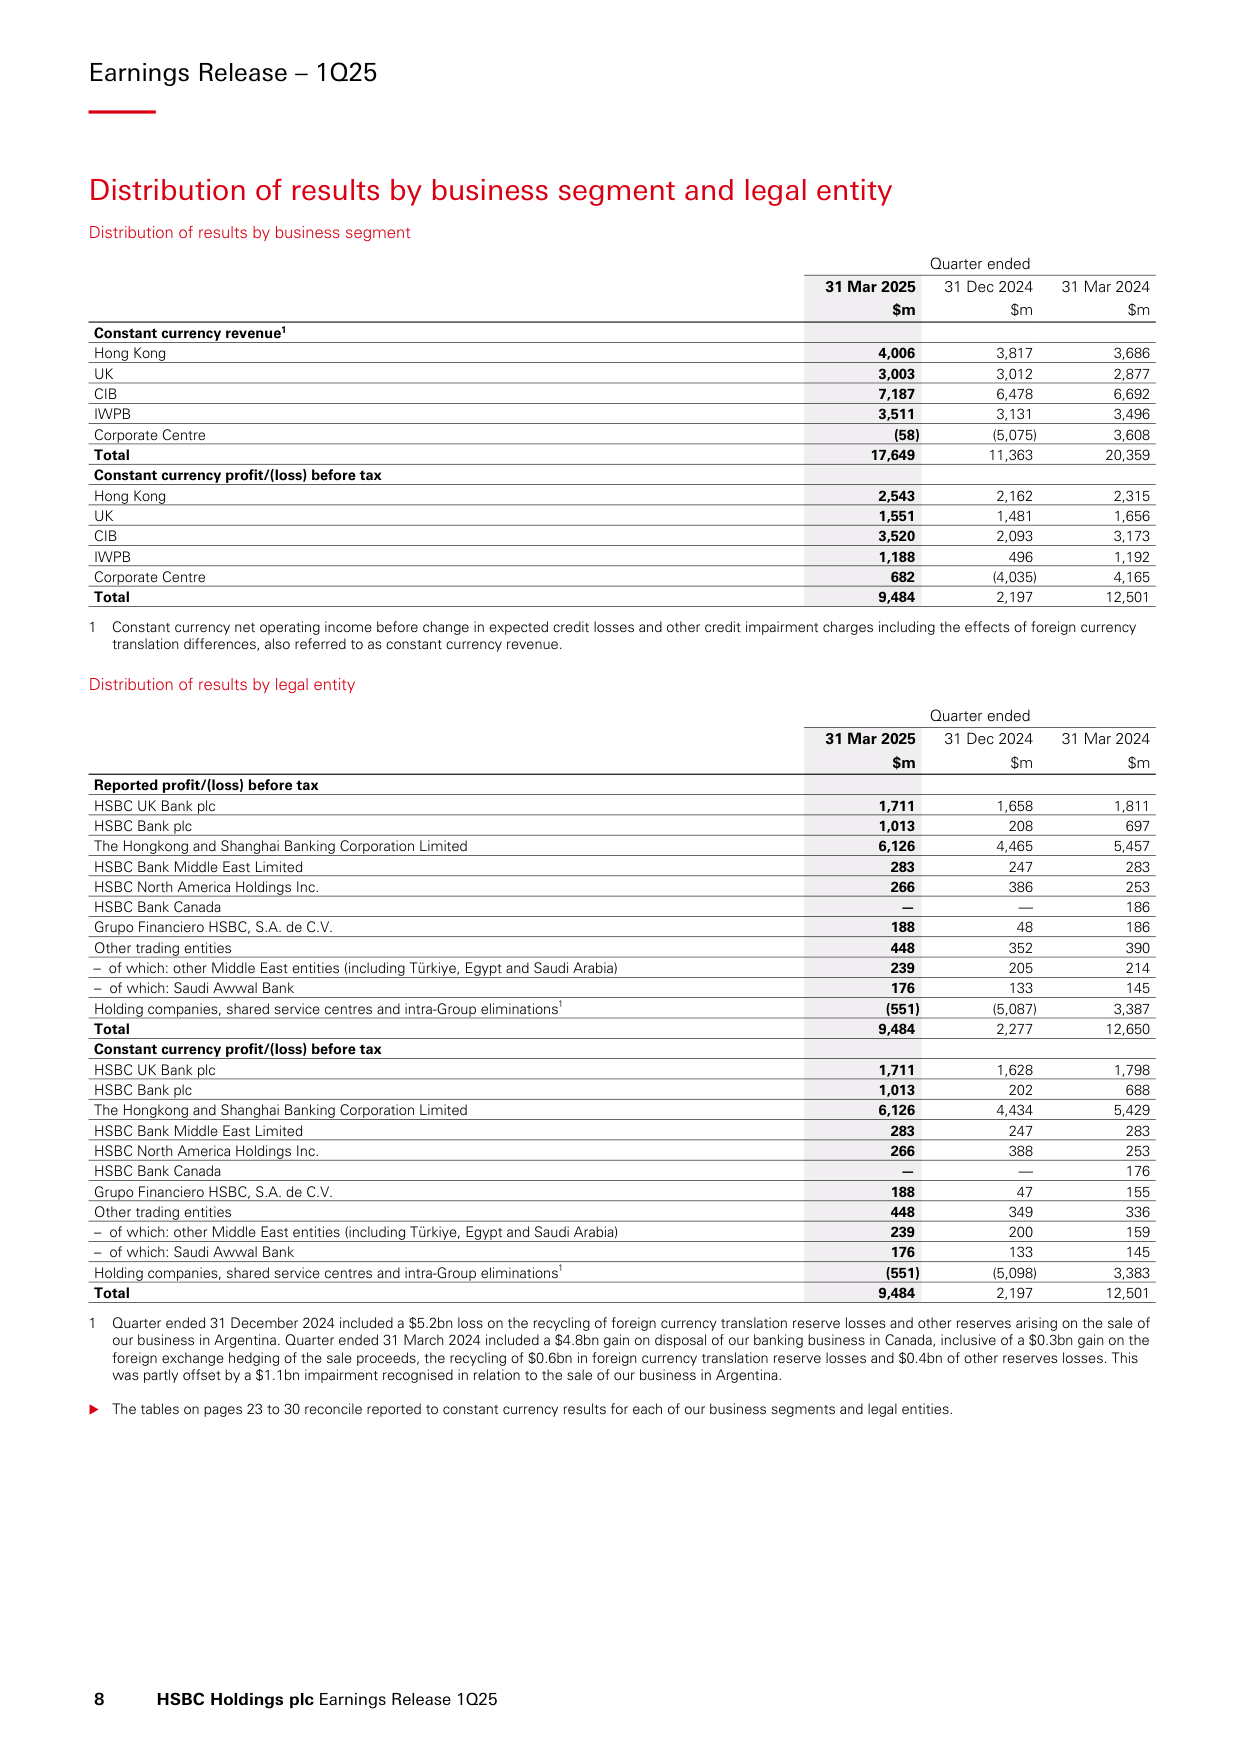 Earnings Release – 1Q25
Distribution of results by business segment and legal entity
Distribution of results by business segment
Quarter ended
31 Mar 2025 31 Dec 2024 31 Mar 2024
$m $m $m
Constant currency revenue1
Hong Kong 4,006 3,817 3,686
UK 3,003 3,012 2,877
CIB 7,187 6,478 6,692
IWPB 3,511 3,131 3,496
Corporate Centre (58) (5,075) 3,608
Total 17,649 11,363 20,359
Constant currency profit/(loss) before tax
Hong Kong 2,543 2,162 2,315
UK 1,551 1,481 1,656
CIB 3,520 2,093 3,173
IWPB 1,188 496 1,192
Corporate Centre 682 (4,035) 4,165
Total 9,484 2,197 12,501
1 Constant currency net operating income before change in expected credit losses and other credit impairment charges including the effects of foreign currency
translation differences, also referred to as constant currency revenue.
Distribution of results by legal entity
Quarter ended
31 Mar 2025 31 Dec 2024 31 Mar 2024
$m $m $m
Reported profit/(loss) before tax
HSBC UK Bank plc 1,711 1,658 1,811
HSBC Bank plc 1,013 208 697
The Hongkong and Shanghai Banking Corporation Limited 6,126 4,465 5,457
HSBC Bank Middle East Limited 283 247 283
HSBC North America Holdings Inc. 266 386 253
HSBC Bank Canada — — 186
Grupo Financiero HSBC, S.A. de C.V. 188 48 186
Other trading entities 448 352 390
– of which: other Middle East entities (including Türkiye, Egypt and Saudi Arabia) 239 205 214
– of which: Saudi Awwal Bank 176 133 145
Holding companies, shared service centres and intra-Group eliminations1 (551) (5,087) 3,387
Total 9,484 2,277 12,650
Constant currency profit/(loss) before tax
HSBC UK Bank plc 1,711 1,628 1,798
HSBC Bank plc 1,013 202 688
The Hongkong and Shanghai Banking Corporation Limited 6,126 4,434 5,429
HSBC Bank Middle East Limited 283 247 283
HSBC North America Holdings Inc. 266 388 253
HSBC Bank Canada — — 176
Grupo Financiero HSBC, S.A. de C.V. 188 47 155
Other trading entities 448 349 336
– of which: other Middle East entities (including Türkiye, Egypt and Saudi Arabia) 239 200 159
– of which: Saudi Awwal Bank 176 133 145
Holding companies, shared service centres and intra-Group eliminations1 (551) (5,098) 3,383
Total 9,484 2,197 12,501
1 Quarter ended 31 December 2024 included a $5.2bn loss on the recycling of foreign currency translation reserve losses and other reserves arising on the sale of
our business in Argentina. Quarter ended 31 March 2024 included a $4.8bn gain on disposal of our banking business in Canada, inclusive of a $0.3bn gain on the
foreign exchange hedging of the sale proceeds, the recycling of $0.6bn in foreign currency translation reserve losses and $0.4bn of other reserves losses. This
was partly offset by a $1.1bn impairment recognised in relation to the sale of our business in Argentina.
The tables on pages 23 to 30 reconcile reported to constant currency results for each of our business segments and legal entities.
8 HSBC Holdings plc Earnings Release 1Q25